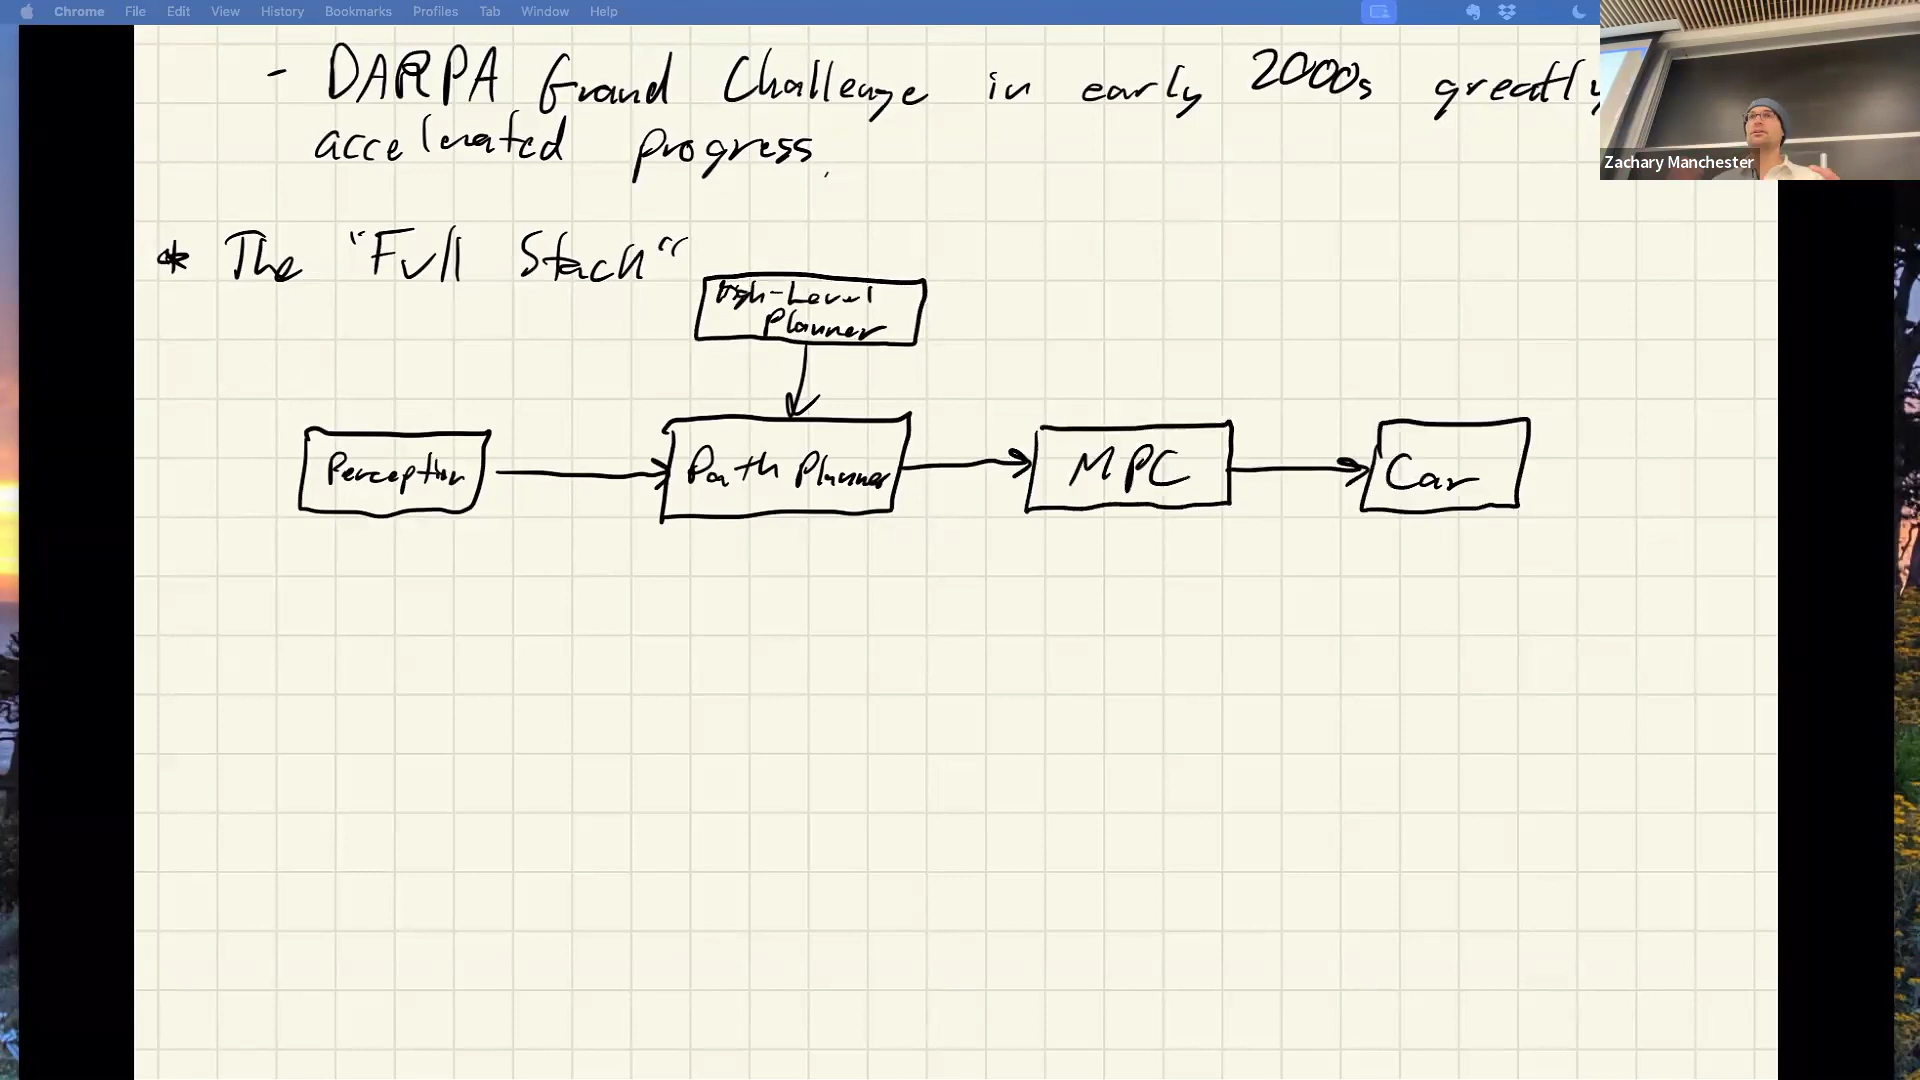 Chrome File Edit View History Bookmarks Profiles Tab Window Help
- DARPA Grand Challenge in early 2000s greatly
accelerated progress.
Zachary Manchester
* The "Full Stack"
High-Level
Planner
Perception Path Planner MPC Car